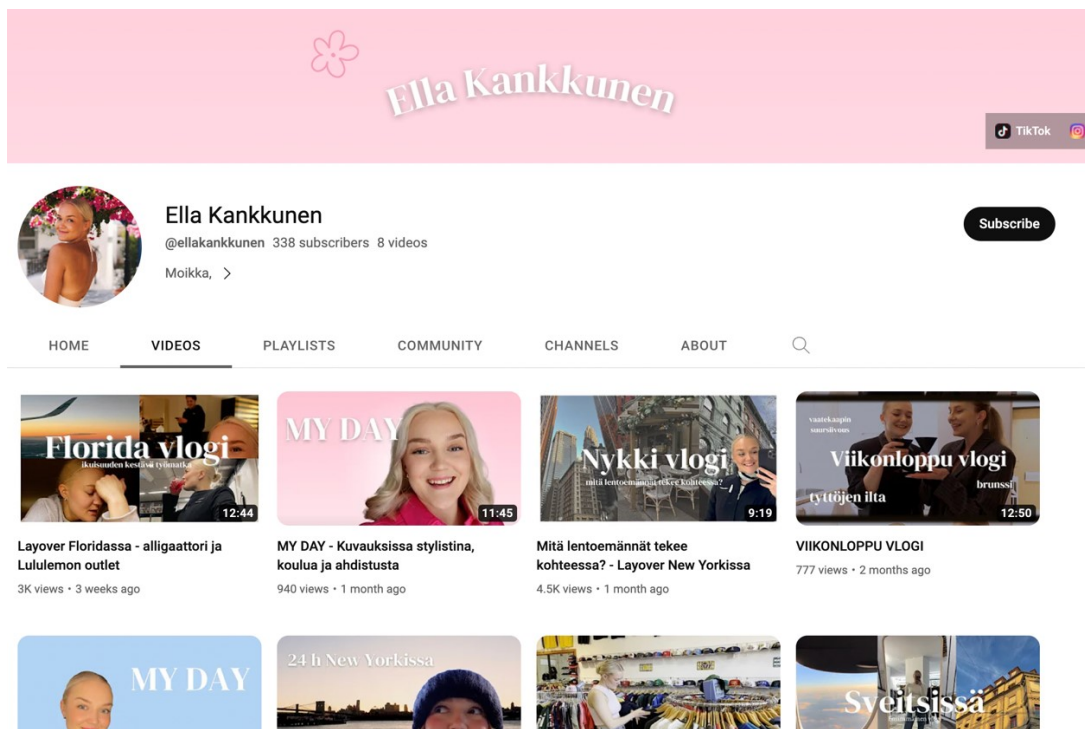 Ella Kankkunen
TikTok
Ella Kankkunen
@ellakankkunen 338 subscribers 8 videos
Moikka,
Subscribe
HOME VIDEOS PLAYLISTS COMMUNITY CHANNELS ABOUT
Florida vlogi
ikuisuuden kestävä työmatka
12:44
Layover Floridassa - alligaattori ja
Lululemon outlet
3K views • 3 weeks ago
MY DAY
11:45
MY DAY - Kuvauksissa stylistina,
koulua ja ahdistusta
940 views • 1 month ago
Nykki vlogi
mitä lentoemännät tekee kohteessa?
9:19
Mitä lentoemännät tekee
kohteessa? - Layover New Yorkissa
4.5K views • 1 month ago
vaatekaapin
suursiivous
Viikonloppu vlogi
brunssi
tyttöjen ilta
12:50
VIIKONLOPPU VLOGI
777 views • 2 months ago
MY DAY
24 h New Yorkissa
Sveitsissä